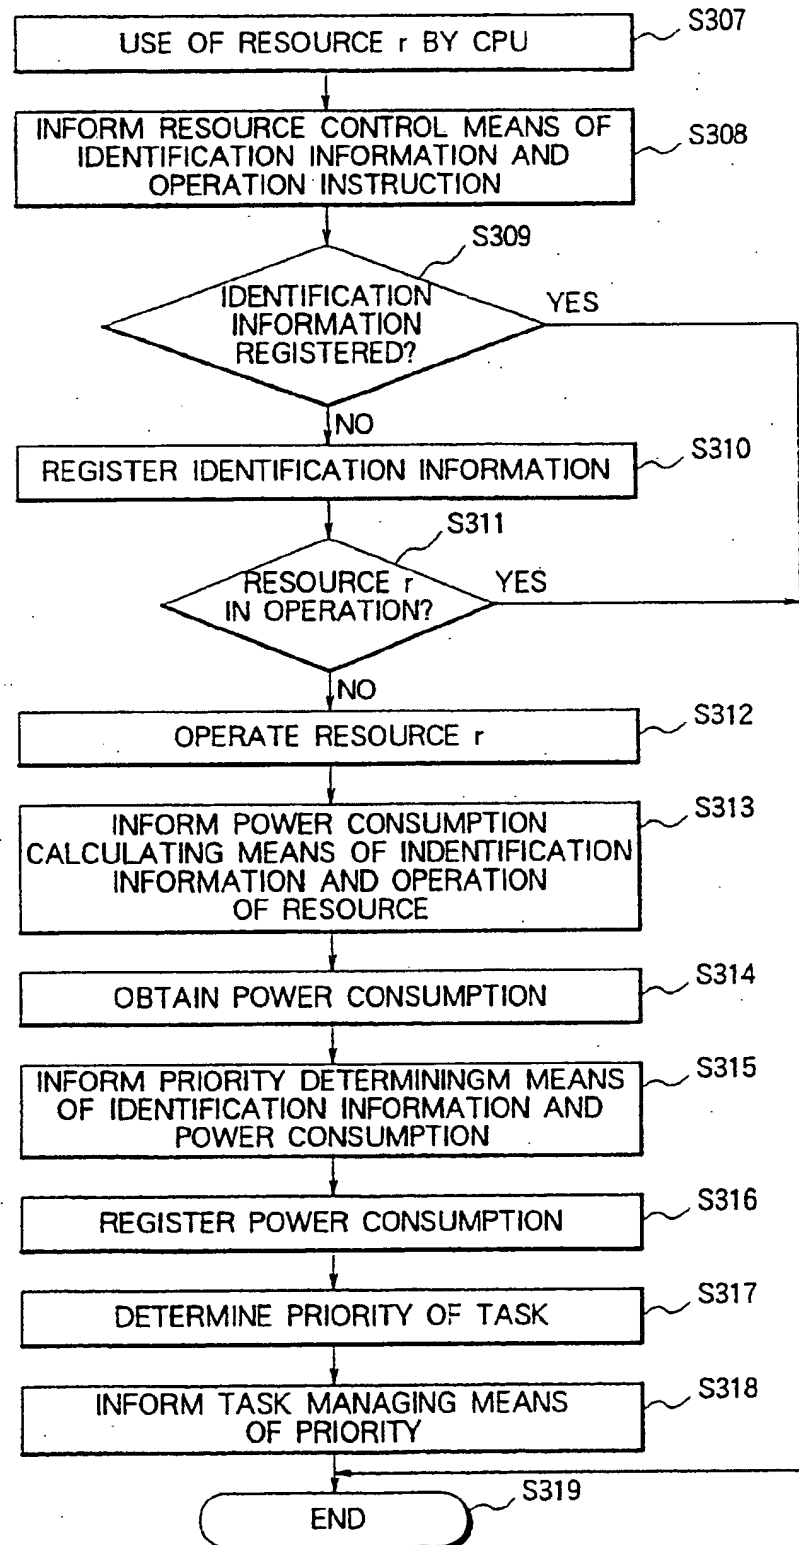 USE OF RESOURCE r BY CPU
S307
INFORM RESOURCE CONTROL MEANS OF
IDENTIFICATION INFORMATION AND
OPERATION INSTRUCTION
S308
S309
IDENTIFICATION
INFORMATION
REGISTERED?
YES
NO
REGISTER IDENTIFICATION INFORMATION
S310
S311
RESOURCE r
IN OPERATION?
YES
NO
OPERATE RESOURCE r
S312
INFORM POWER CONSUMPTION
CALCULATING MEANS OF INDENTIFICATION
INFORMATION AND OPERATION
OF RESOURCE
S313
OBTAIN POWER CONSUMPTION
S314
INFORM PRIORITY DETERMININGM MEANS
OF IDENTIFICATION INFORMATION AND
POWER CONSUMPTION
S315
REGISTER POWER CONSUMPTION
S316
DETERMINE PRIORITY OF TASK
S317
INFORM TASK MANAGING MEANS
OF PRIORITY
S318
END
S319